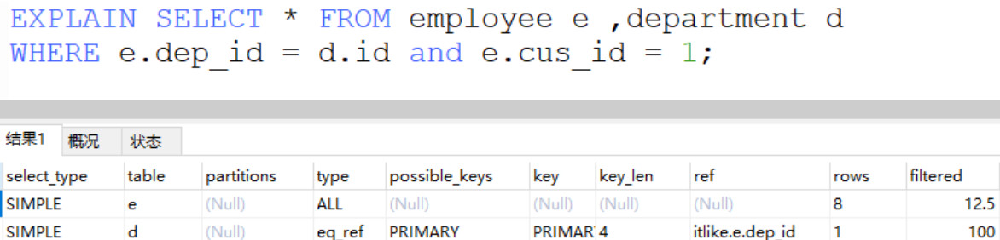 EXPLAIN SELECT * FROM employee e ,department d
WHERE e.dep_id = d.id and e.cus_id = 1;
结果1 概况 状态
select_type table partitions type possible_keys key key_len ref rows filtered
SIMPLE e (Null) ALL (Null) (Null) (Null) (Null) 8 12.5
SIMPLE d (Null) eq_ref PRIMARY PRIMAR 4 itlike.e.dep_id 1 100